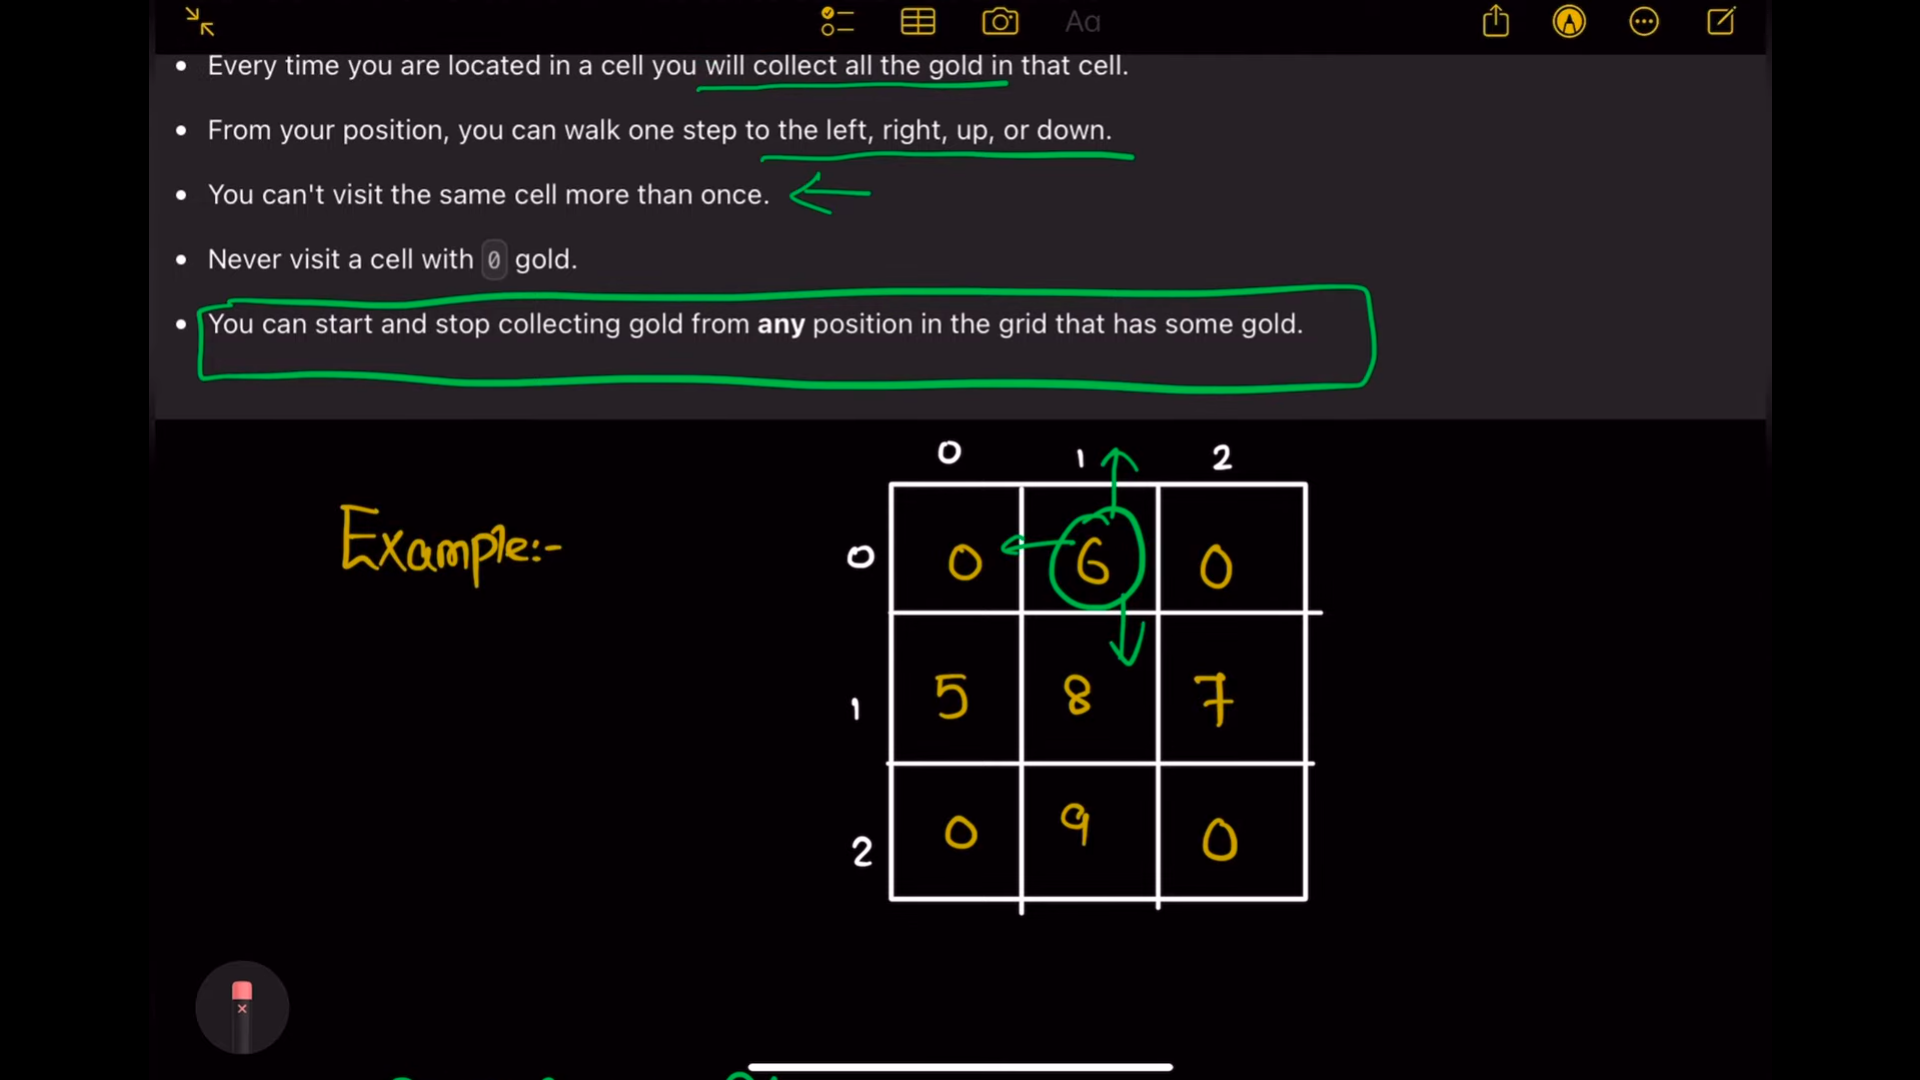 Aa
• Every time you are located in a cell you will collect all the gold in that cell.
• From your position, you can walk one step to the left, right, up, or down.
• You can't visit the same cell more than once.
• Never visit a cell with 0 gold.
• You can start and stop collecting gold from any position in the grid that has some gold.
0 1 2
Example:-
0 0 6 0
1 5 8 7
2 0 9 0